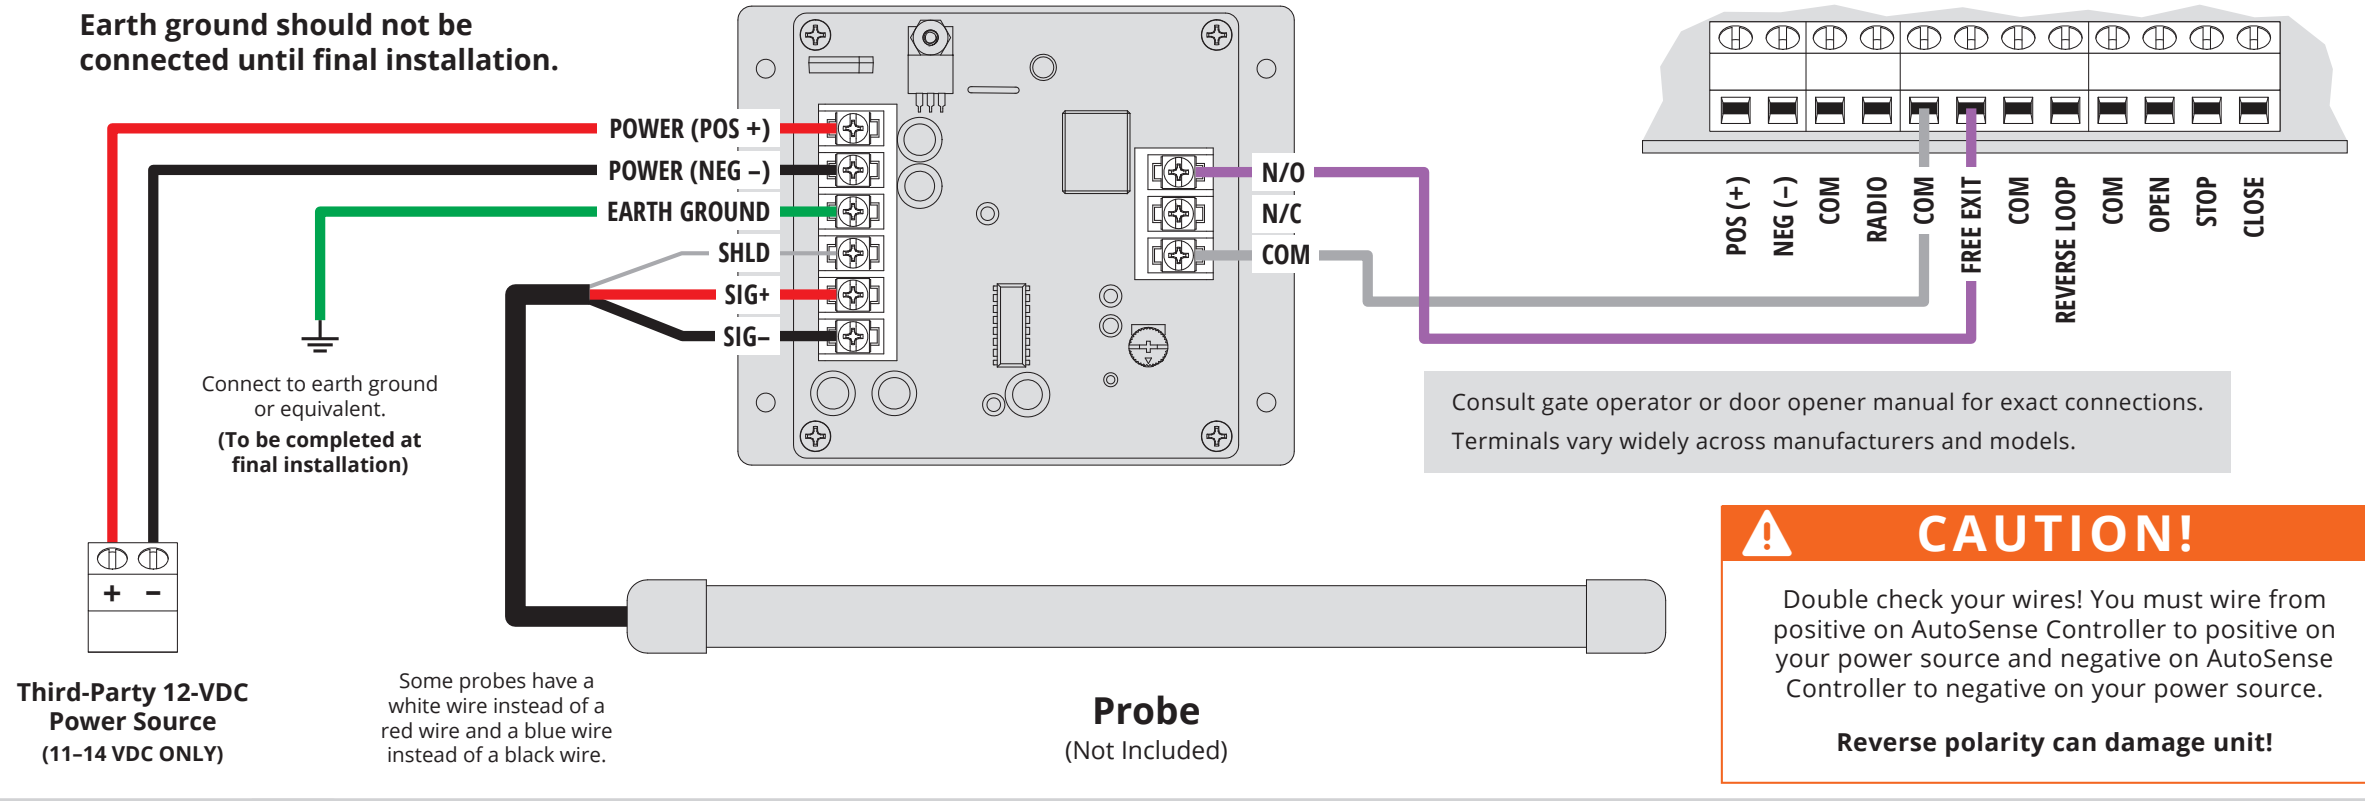 Earth ground should not be
connected until final installation.
POWER (POS +)
POWER (NEG –)
EARTH GROUND
SHLD
SIG+
SIG–
N/O
N/C
COM
POS (+)
NEG (–)
COM
RADIO
COM
FREE EXIT
COM
REVERSE LOOP
COM
OPEN
STOP
CLOSE
Connect to earth ground
or equivalent.
(To be completed at
final installation)
Consult gate operator or door opener manual for exact connections.
Terminals vary widely across manufacturers and models.
+ –
Third-Party 12-VDC
Power Source
(11–14 VDC ONLY)
Some probes have a
white wire instead of a
red wire and a blue wire
instead of a black wire.
Probe
(Not Included)
CAUTION!
Double check your wires! You must wire from
positive on AutoSense Controller to positive on
your power source and negative on AutoSense
Controller to negative on your power source.
Reverse polarity can damage unit!